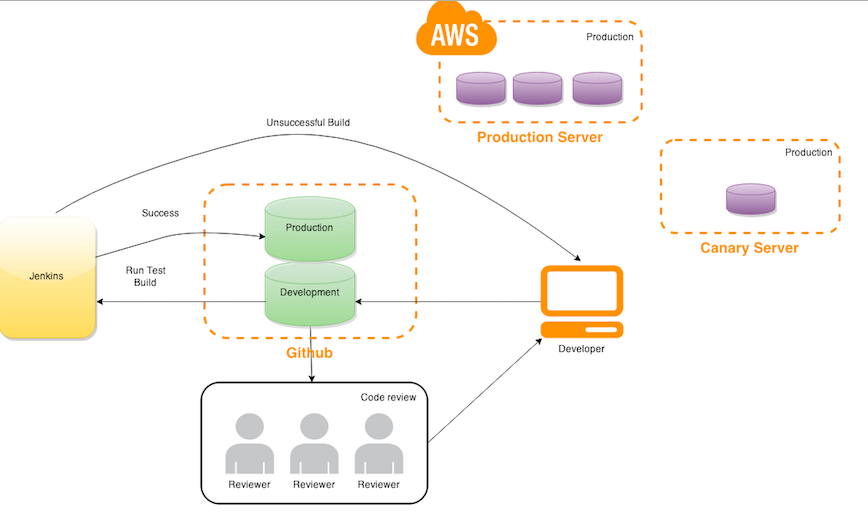 AWS
Production
Production Server
Unsuccessful Build
Production
Canary Server
Success
Production
Jenkins
Run Test
Build
Development
Github
Developer
Code review
Reviewer
Reviewer
Reviewer